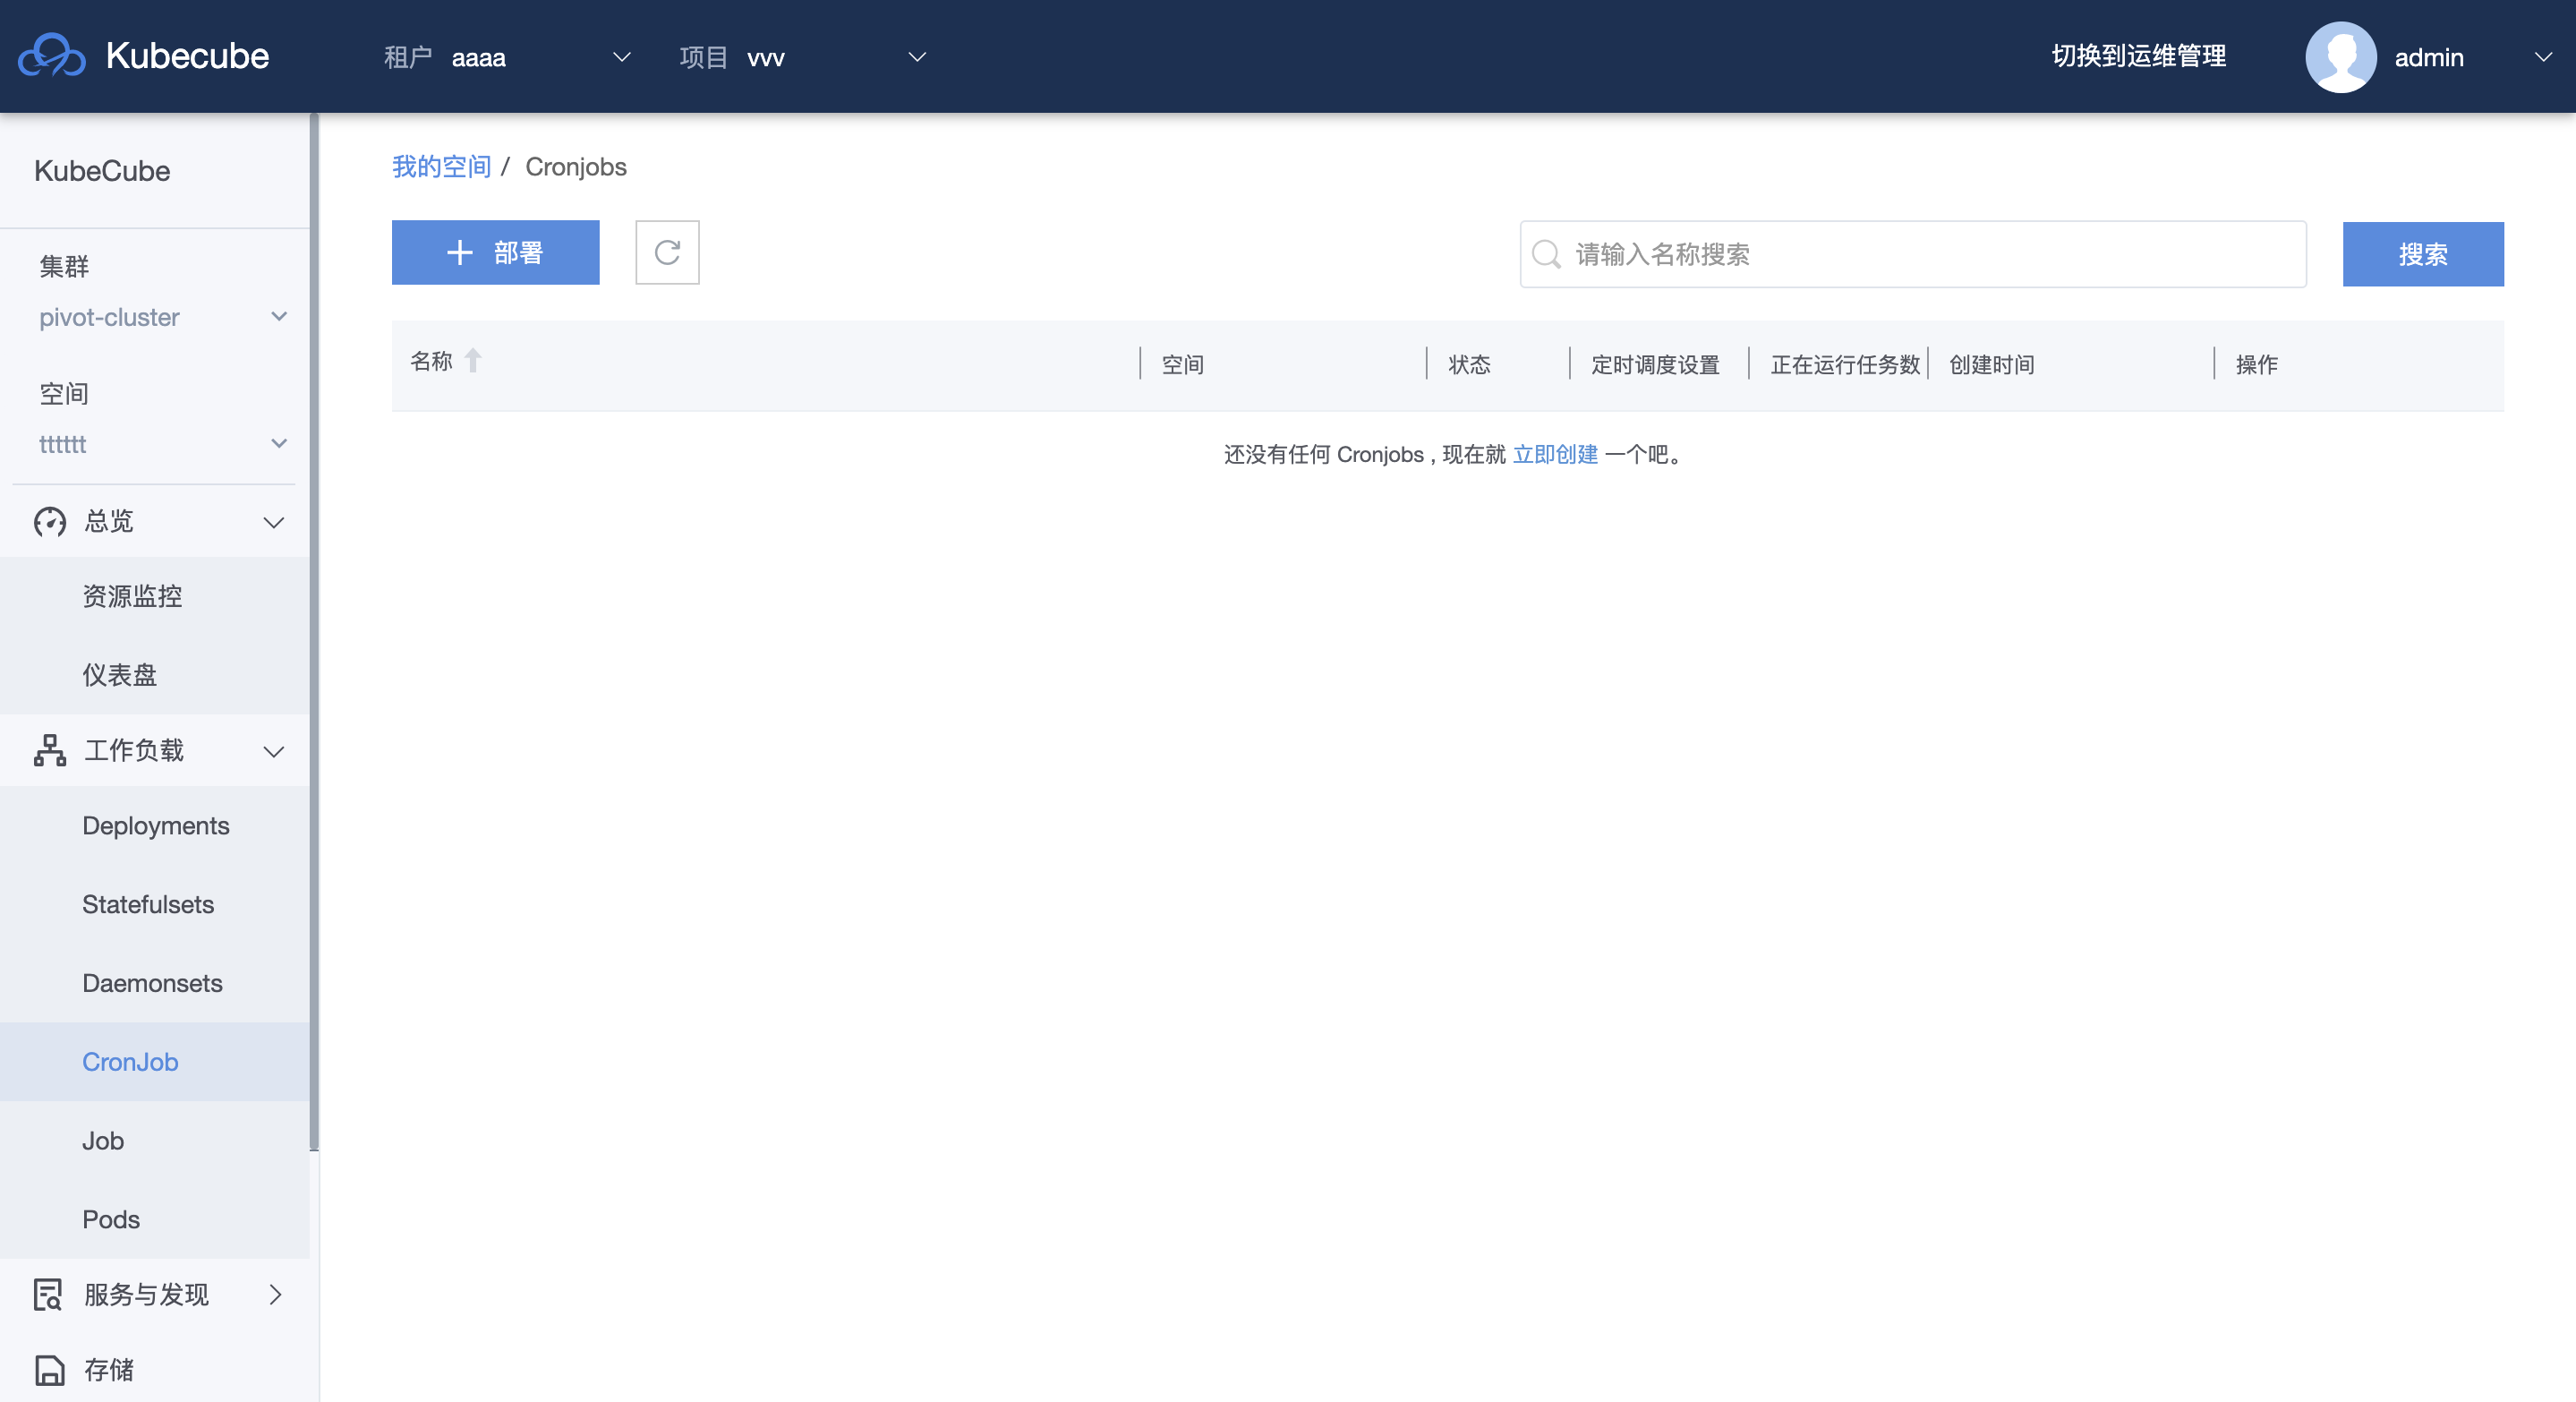 Kubecube 租户 aaaa 项目 vvv 切换到运维管理 admin
KubeCube
集群
pivot-cluster
空间
tttttt
总览
资源监控
仪表盘
工作负载
Deployments
Statefulsets
Daemonsets
CronJob
Job
Pods
服务与发现
存储
我的空间 / Cronjobs
部署 请输入名称搜索 搜索
名称 空间 状态 定时调度设置 正在运行任务数 创建时间 操作
还没有任何 Cronjobs , 现在就 立即创建 一个吧。